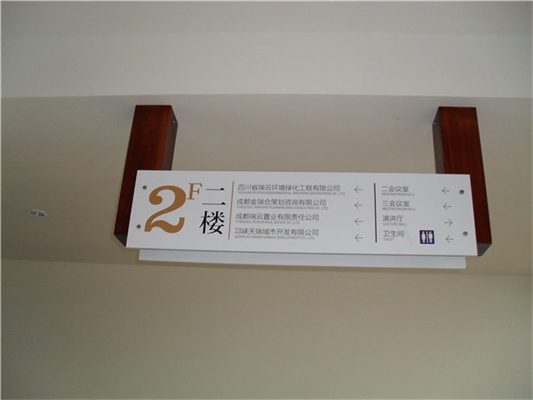 2F
二楼
四川省瑞云环境绿化工程有限公司
成都金瑞合策划咨询有限公司
成都瑞云置业有限责任公司
邛崃天瑞城市开发有限公司
二会议室
三会议室
演讲厅
卫生间
TOILET